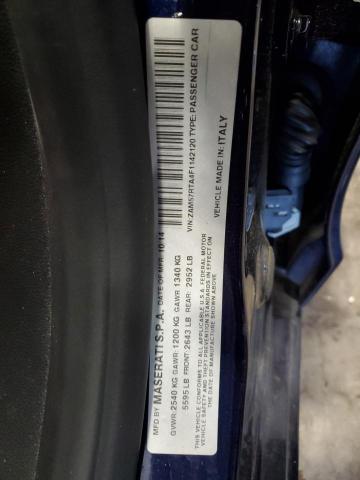 MFD BY MASERATI S.P.A. DATE OF MFR. 10.14
GVWR: 2540 KG GAWR: 1200 KG GAWR 1340 KG
5595 LB FRONT: 2643 LB REAR: 2952 LB
THIS VEHICLE CONFORMS TO ALL APPLICABLE U.S.A. FEDERAL MOTOR
VEHICLE SAFETY BUMPER AND THEFT PREVENTION STANDARDS IN EFFECT ON
THE DATE OF MANUFACTURE SHOWN ABOVE
VIN: ZAM57RTA4F1142120 TYPE: PASSENGER CAR
VEHICLE MADE IN: ITALY